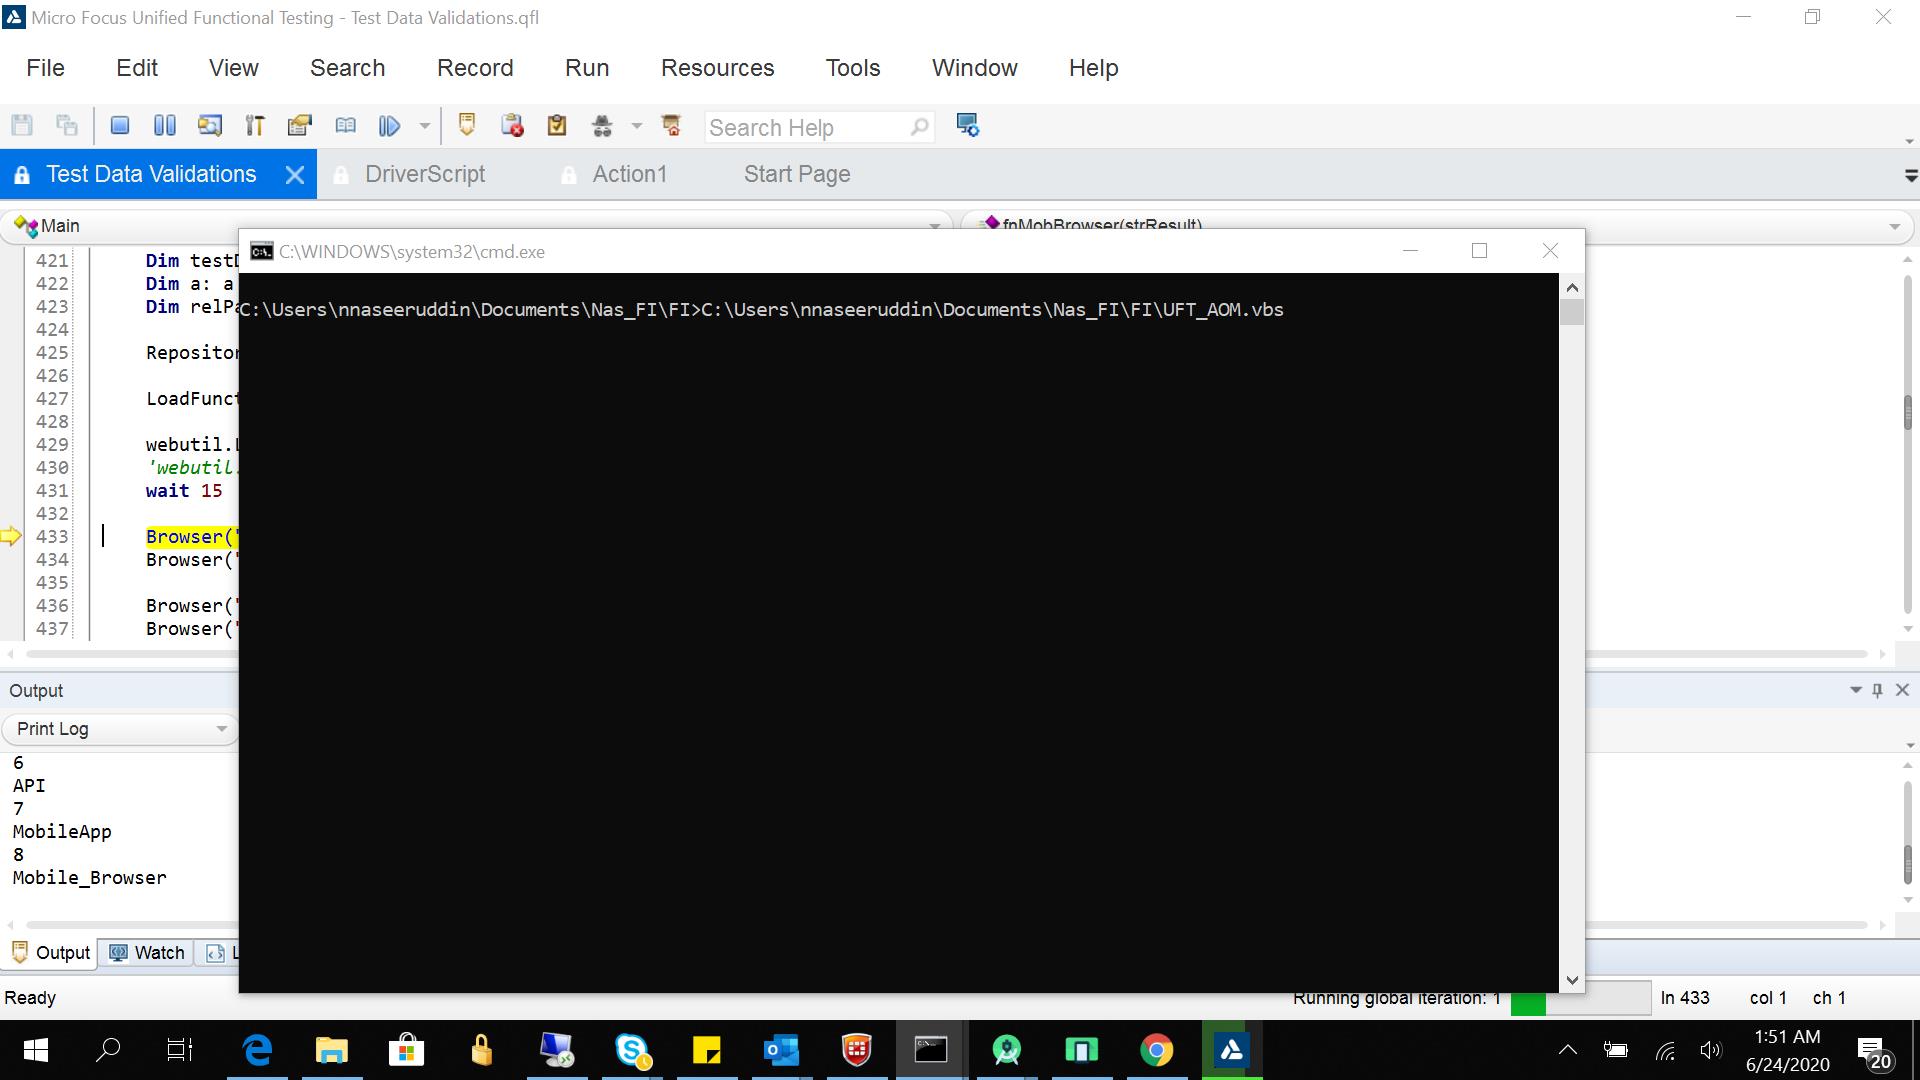 Micro Focus Unified Functional Testing - Test Data Validations.qfl
File Edit View Search Record Run Resources Tools Window Help
Search Help
Test Data Validations DriverScript Action1 Start Page
Main fnMobBrowser(strResult)
C:\WINDOWS\system32\cmd.exe
C:\Users\nnaseeruddin\Documents\Nas_FI\FI>C:\Users\nnaseeruddin\Documents\Nas_FI\FI\UFT_AOM.vbs
421 Dim test
422 Dim a: a
423 Dim relPa
424
425 Repositor
426
427 LoadFunct
428
429 webutil.
430 'webutil.
431 wait 15
432
433 Browser("
434 Browser("
435
436 Browser("
437 Browser("
Output
Print Log
6
API
7
MobileApp
8
Mobile_Browser
Output Watch L
Ready Running global iteration: 1 ln 433 col 1 ch 1
1:51 AM
6/24/2020
20